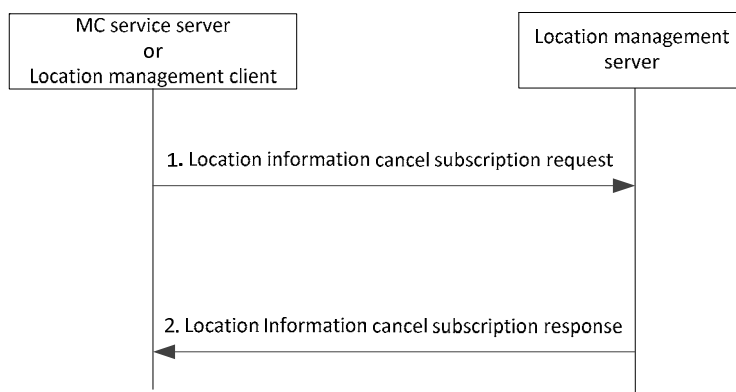 MC service server
or
Location management client
Location management
server
1. Location information cancel subscription request
2. Location Information cancel subscription response